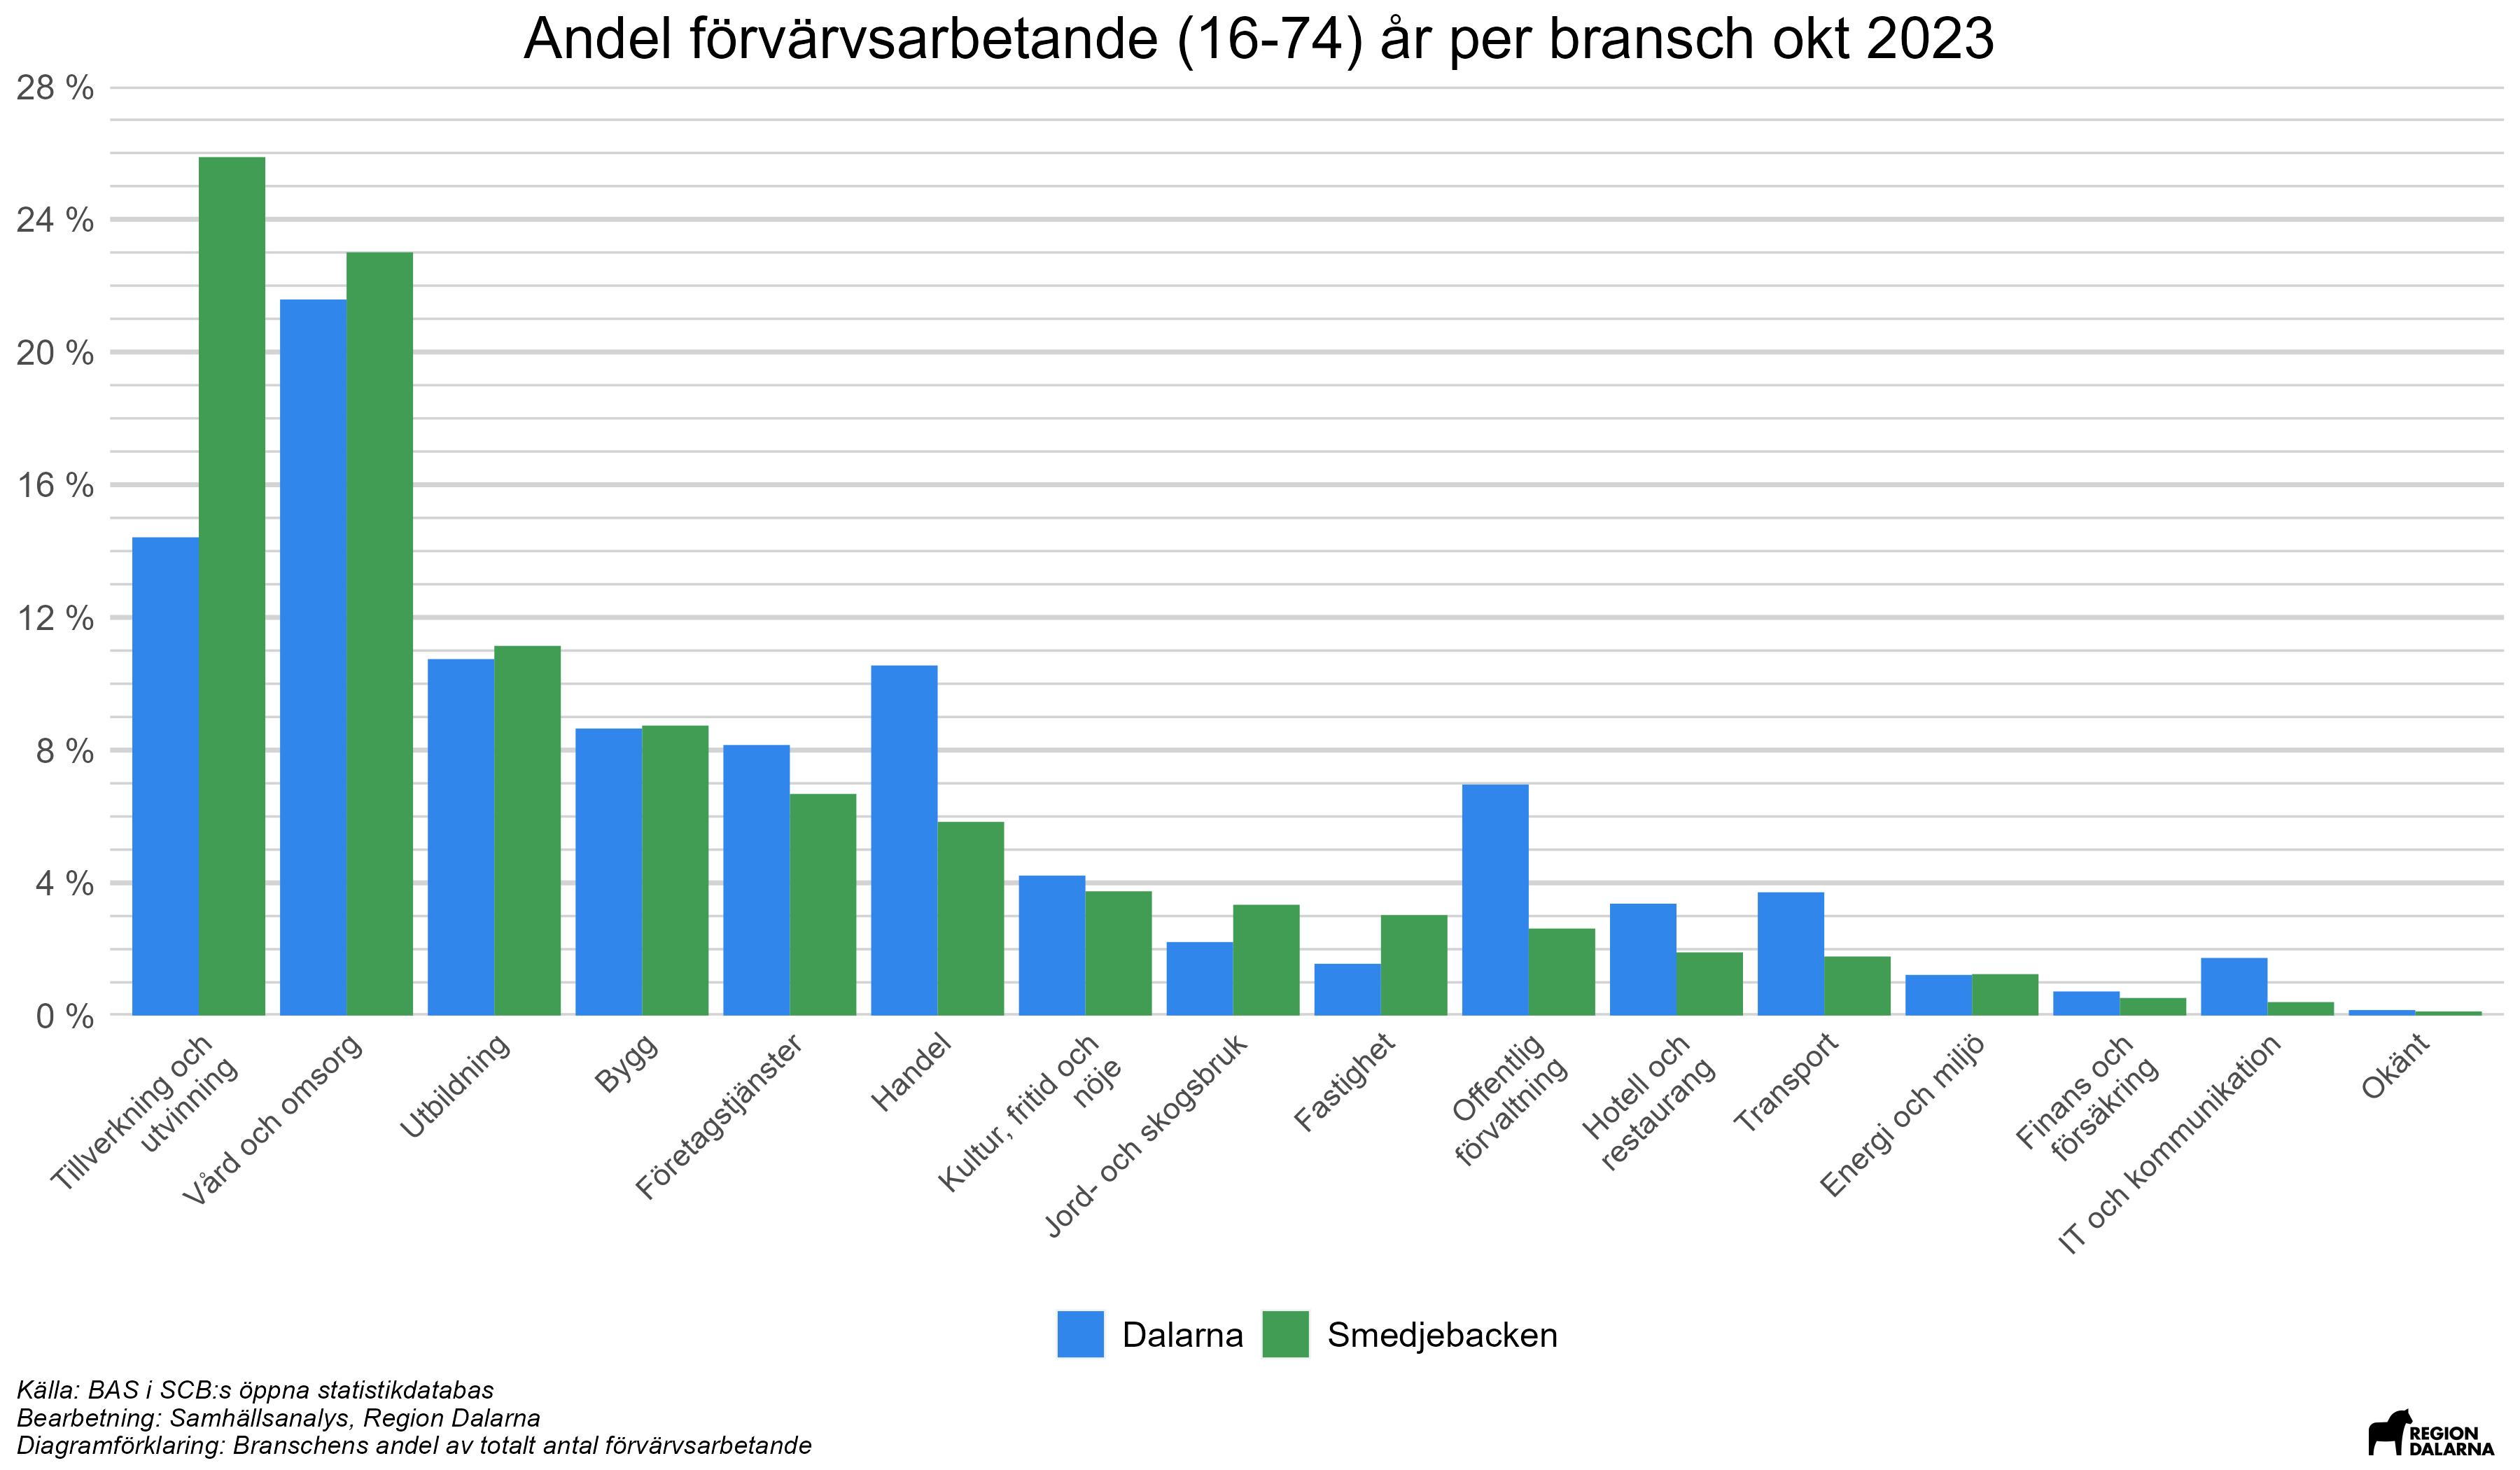 Andel förvärvsarbetande (16-74) år per bransch okt 2023
28 %
24 %
20 %
16 %
12 %
8 %
4 %
0 %
Tillverkning och
utvinning
Vård och omsorg
Utbildning
Bygg
Företagstjänster
Handel
Kultur, fritid och
nöje
Jord- och skogsbruk
Fastighet
Offentlig
förvaltning
Hotell och
restaurang
Transport
Energi och miljö
Finans och
försäkring
IT och kommunikation
Okänt
Dalarna
Smedjebacken
Källa: BAS i SCB:s öppna statistikdatabas
Bearbetning: Samhällsanalys, Region Dalarna
Diagramförklaring: Branschens andel av totalt antal förvärvsarbetande
REGION
DALARNA